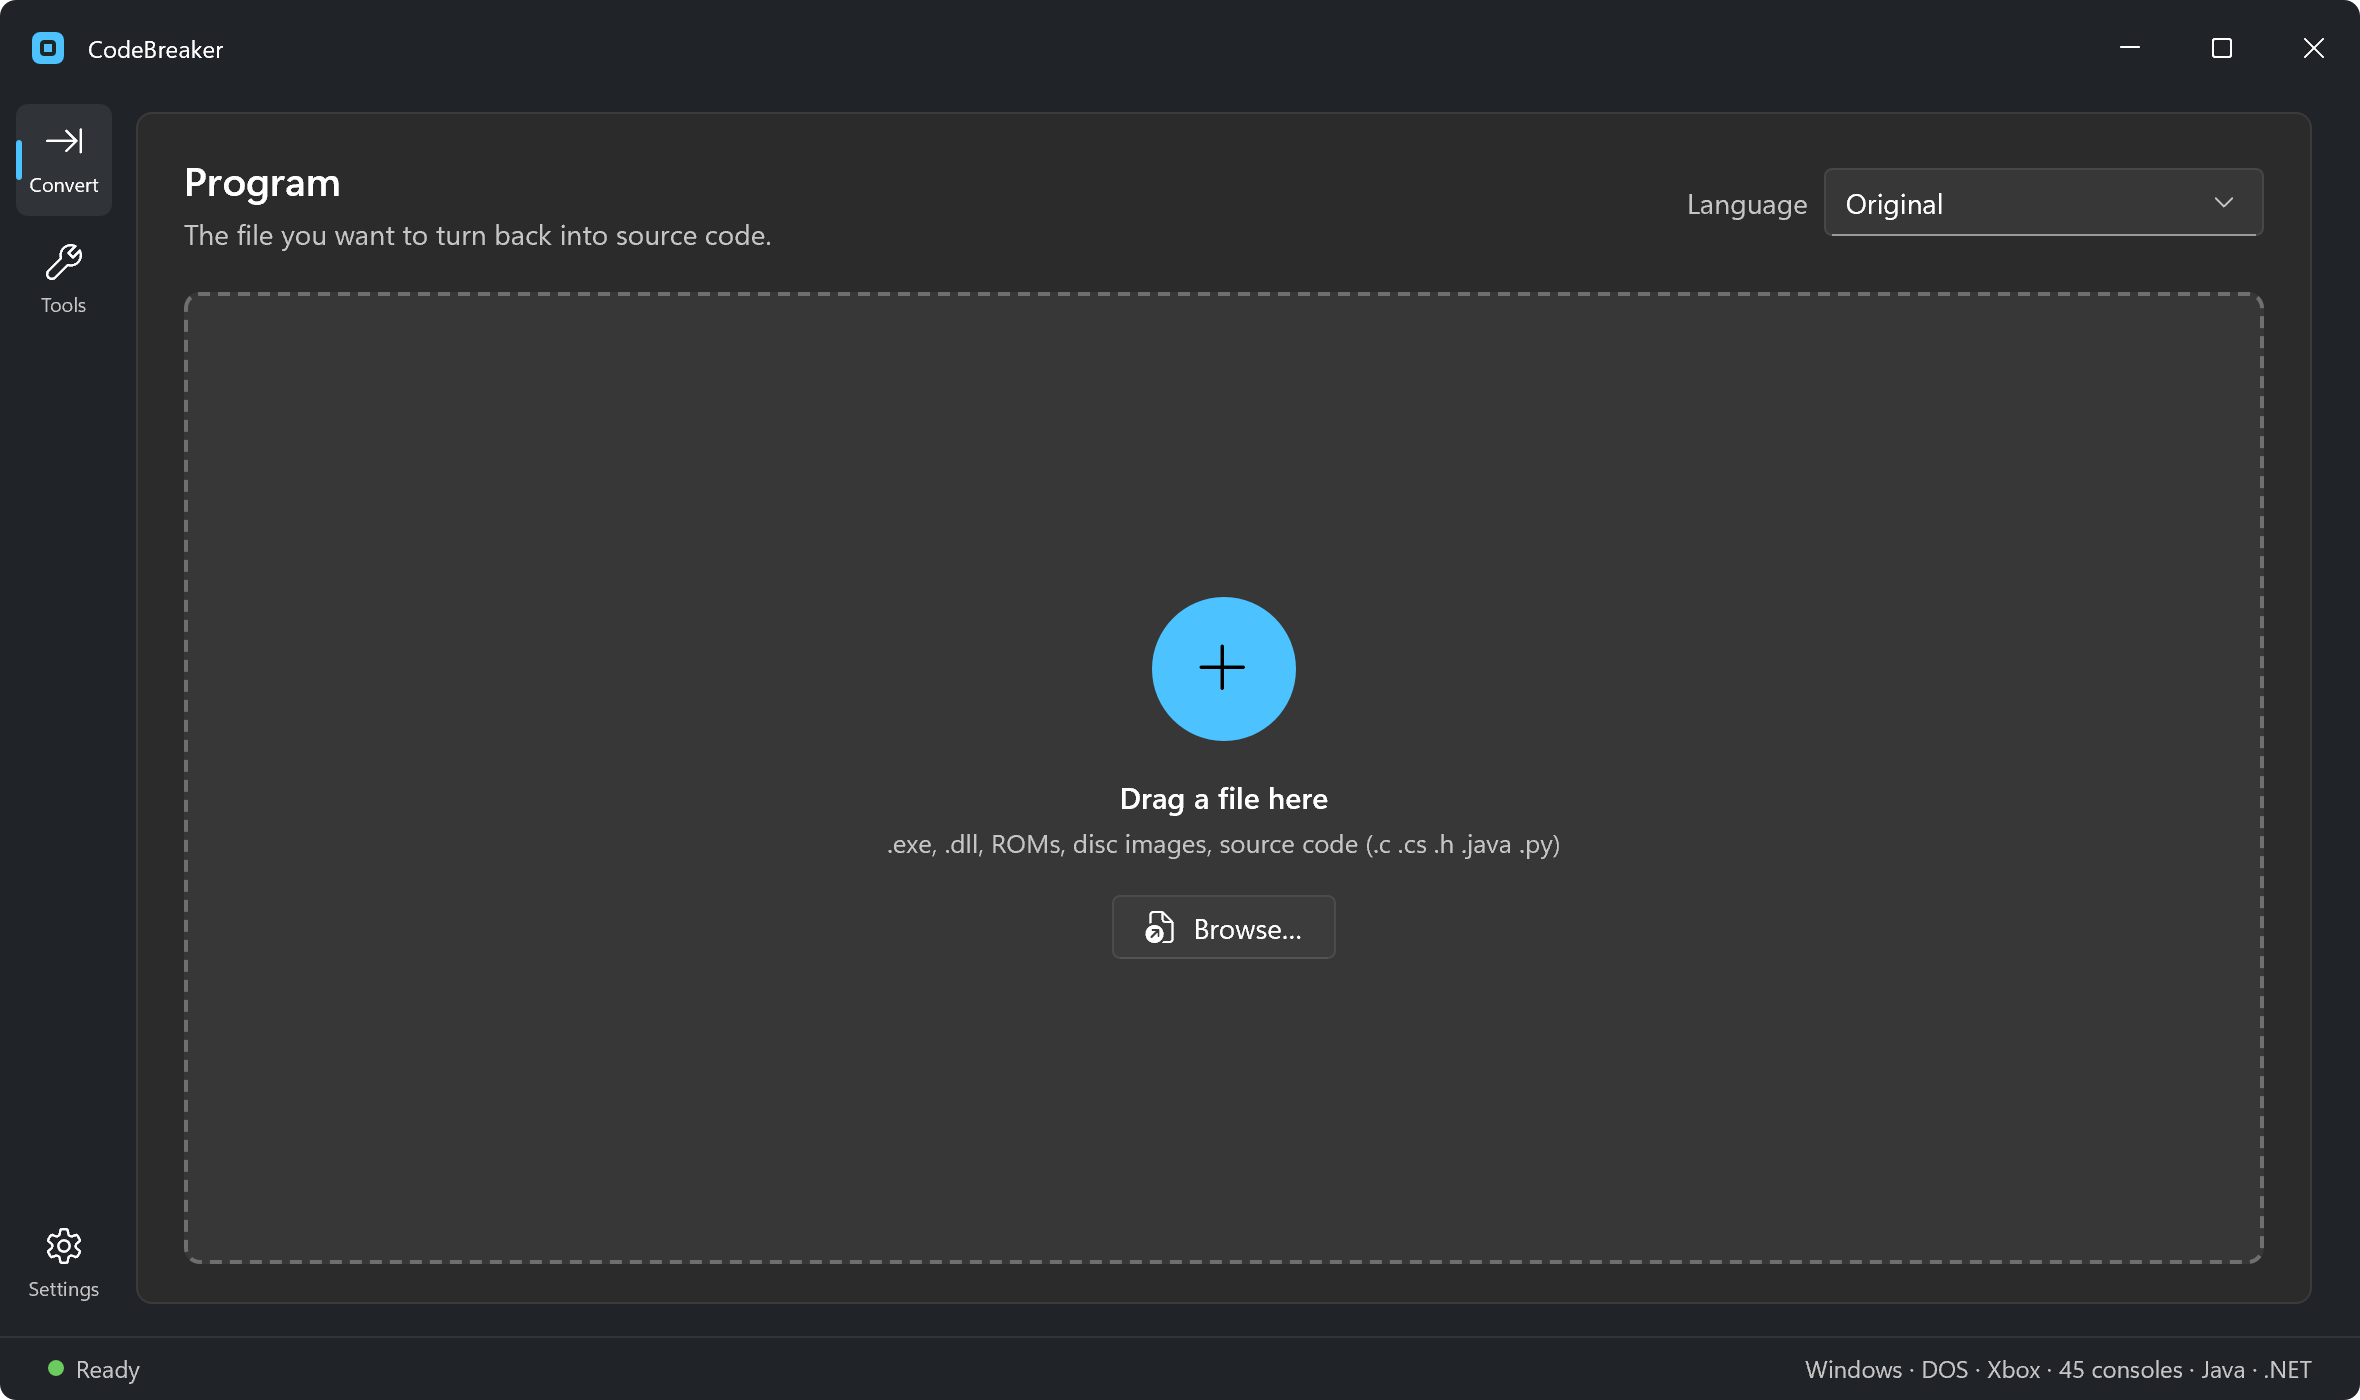 CodeBreaker
Convert
Tools
Settings
Program
The file you want to turn back into source code.
Language
Original
Drag a file here
.exe, .dll, ROMs, disc images, source code (.c .cs .h .java .py)
Browse...
Ready
Windows · DOS · Xbox · 45 consoles · Java · .NET